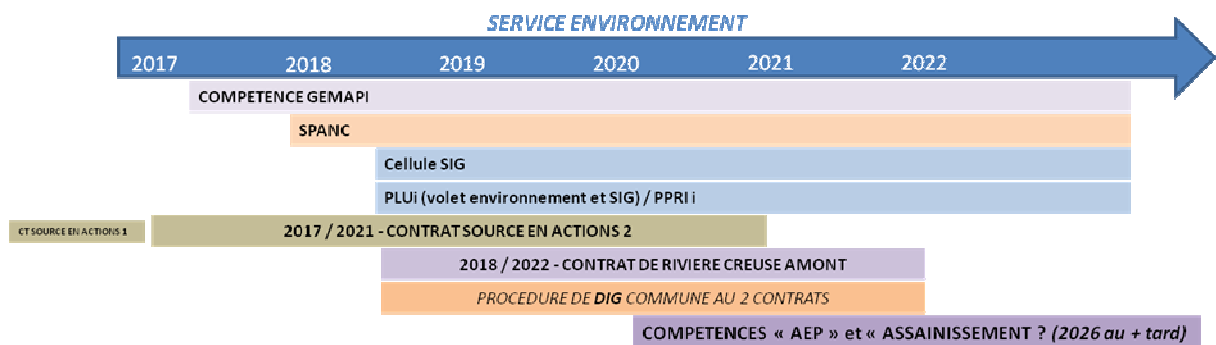 SERVICE ENVIRONNEMENT
2017 2018 2019 2020 2021 2022
COMPETENCE GEMAPI
SPANC
Cellule SIG
PLUi (volet environnement et SIG) / PPRI i
CT SOURCE EN ACTIONS 1
2017 / 2021 - CONTRAT SOURCE EN ACTIONS 2
2018 / 2022 - CONTRAT DE RIVIERE CREUSE AMONT
PROCEDURE DE DIG COMMUNE AU 2 CONTRATS
COMPETENCES « AEP » et « ASSAINISSEMENT ? (2026 au + tard)